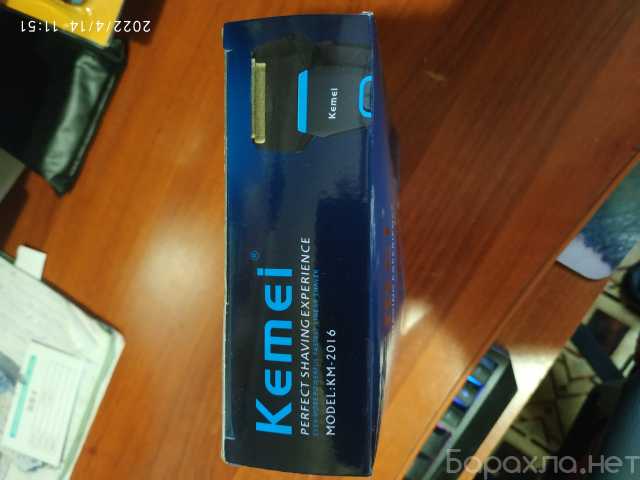 2022/4/14 11:51
Kemei
Kemei®
PERFECT SHAVING EXPERIENCE
MODEL:KM-2016
Барахла.нет